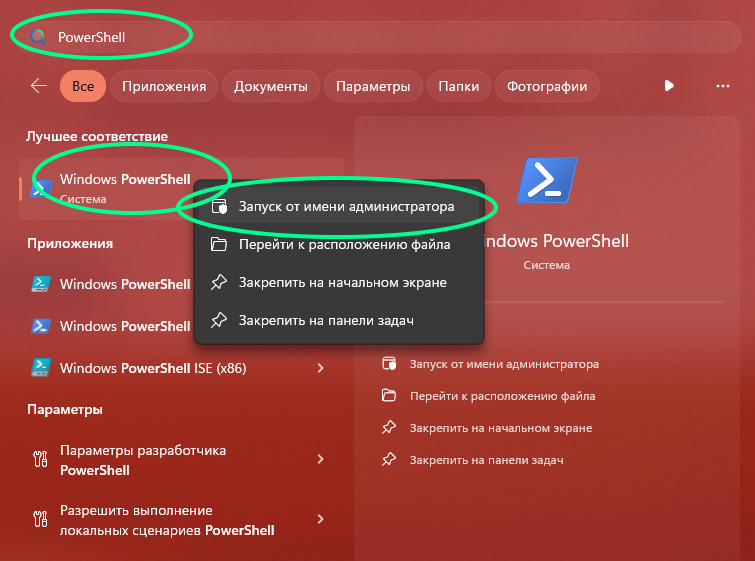 PowerShell
Все
Приложения
Документы
Параметры
Папки
Фотографии
Лучшее соответствие
Windows PowerShell
Система
Запуск от имени администратора
Перейти к расположению файла
Закрепить на начальном экране
Закрепить на панели задач
Приложения
Windows PowerShell
Windows PowerShell
Windows PowerShell ISE (x86)
Параметры
Параметры разработчика
PowerShell
Разрешить выполнение
локальных сценариев PowerShell
indows PowerShell
Система
Запуск от имени администратора
Перейти к расположению файла
Закрепить на начальном экране
Закрепить на панели задач